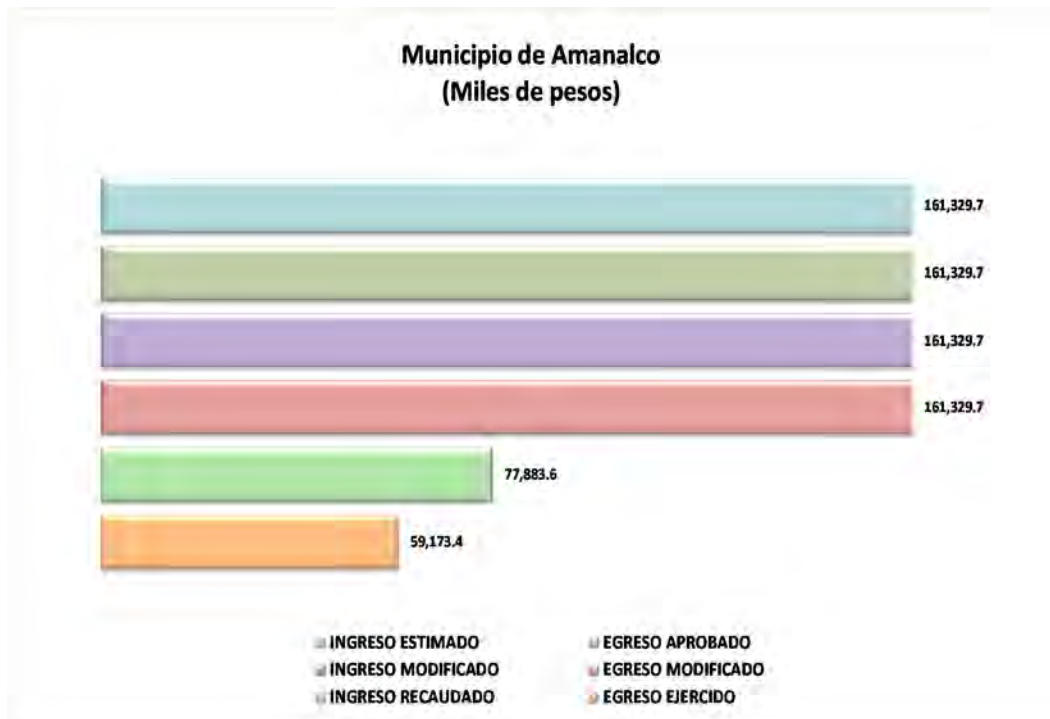 Municipio de Amanalco
(Miles de pesos)
161,329.7
161,329.7
161,329.7
161,329.7
77,883.6
59,173.4
INGRESO ESTIMADO EGRESO APROBADO
INGRESO MODIFICADO EGRESO MODIFICADO
INGRESO RECAUDADO EGRESO EJERCIDO